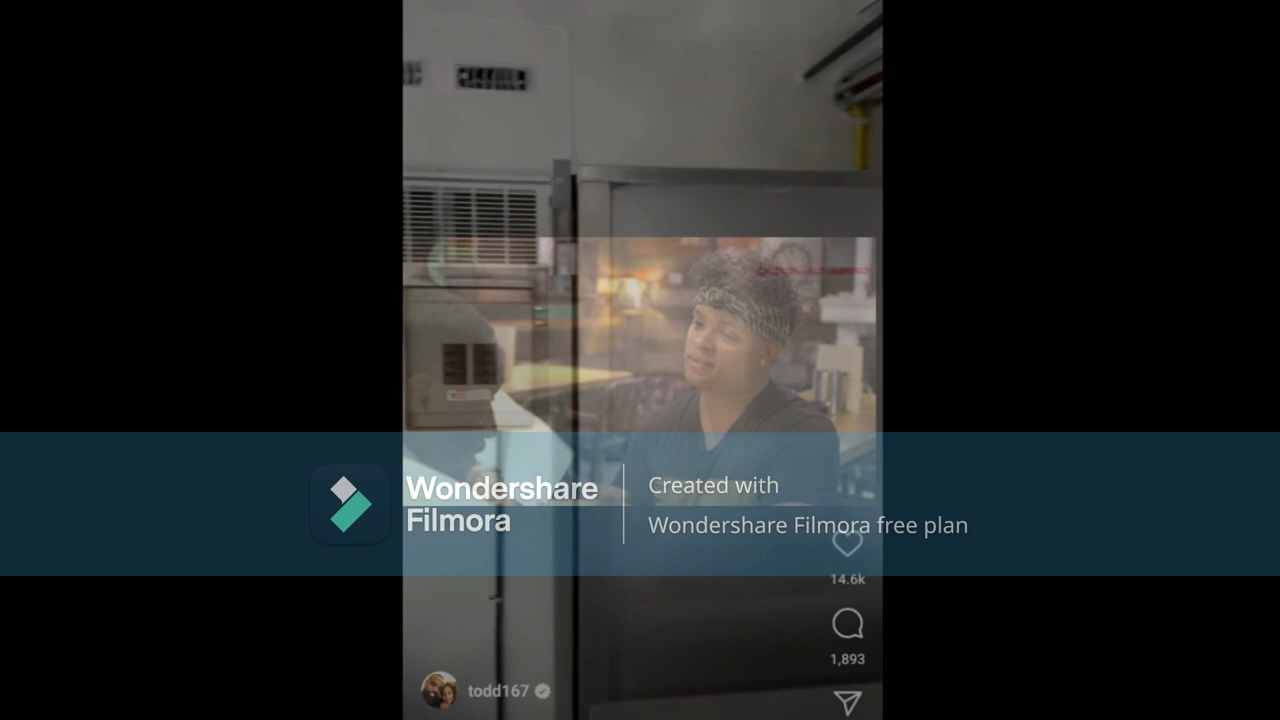 Wondershare
Filmora
Created with
Wondershare Filmora free plan
14.6k
1,893
todd167